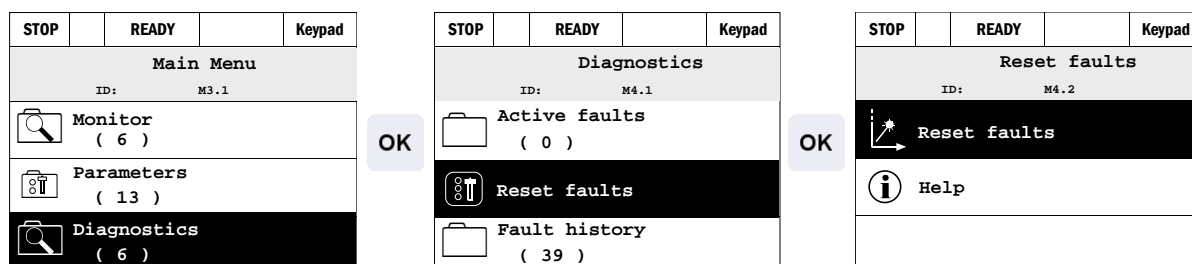 STOP READY Keypad
Main Menu
ID: M3.1
Monitor
( 6 )
Parameters
( 13 )
Diagnostics
( 6 )
OK
STOP READY Keypad
Diagnostics
ID: M4.1
Active faults
( 0 )
Reset faults
Fault history
( 39 )
OK
STOP READY Keypad
Reset faults
ID: M4.2
Reset faults
Help